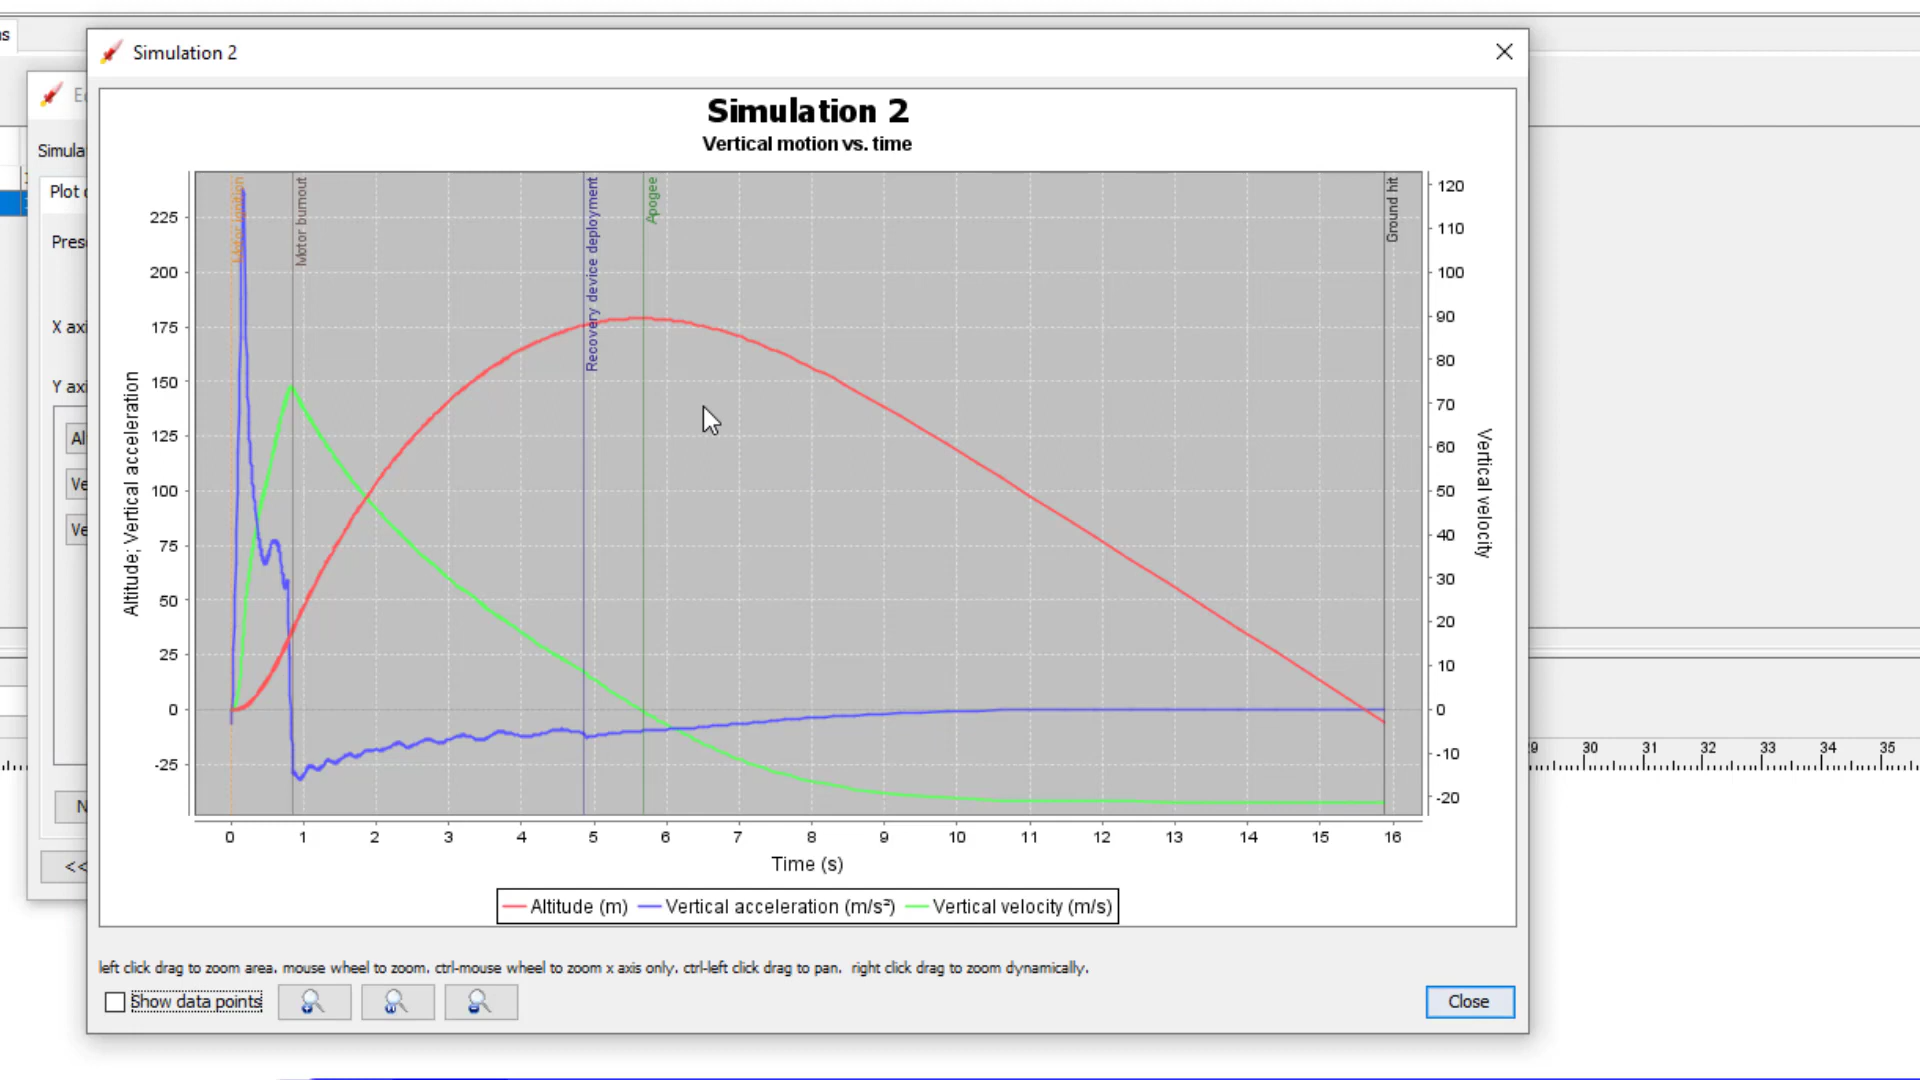 ns
Simulation 2
Simula
Plot
Pres
X axi
Y axi
Al
Ve
Ve
N
<<
Simulation 2
Vertical motion vs. time
Altitude; Vertical acceleration
225
200
175
150
125
100
75
50
25
0
-25
Motor ignition
Motor burnout
Recovery device deployment
Apogee
Ground hit
120
110
100
90
80
70
60
50
40
30
20
10
0
-10
-20
Vertical velocity
0 1 2 3 4 5 6 7 8 9 10 11 12 13 14 15 16
Time (s)
Altitude (m) Vertical acceleration (m/s²) Vertical velocity (m/s)
left click drag to zoom area. mouse wheel to zoom. ctrl-mouse wheel to zoom x axis only. ctrl-left click drag to pan. right click drag to zoom dynamically.
Show data points
Close
30 31 32 33 34 35